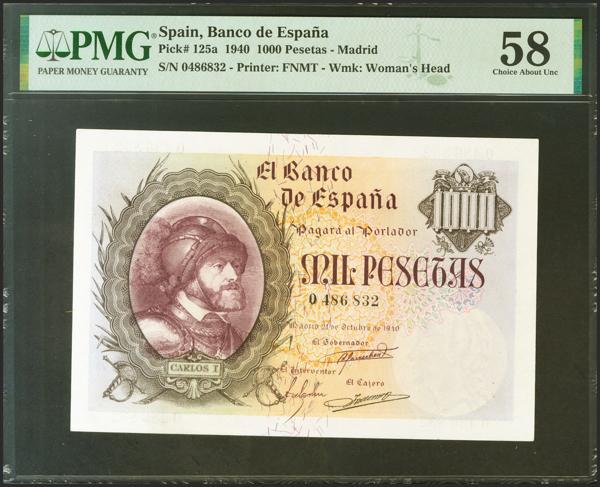 PMG
PAPER MONEY GUARANTY
Spain, Banco de España
Pick# 125a 1940 1000 Pesetas - Madrid
S/N 0486832 - Printer: FNMT - Wmk: Woman's Head
58
Choice About Unc
El Banco
de España
Pagará al Portador
1000
MIL PESETAS
0 486 832
Madrid 21 de Octubre de 1940
El Gobernador
El Interventor
El Cajero
CARLOS I